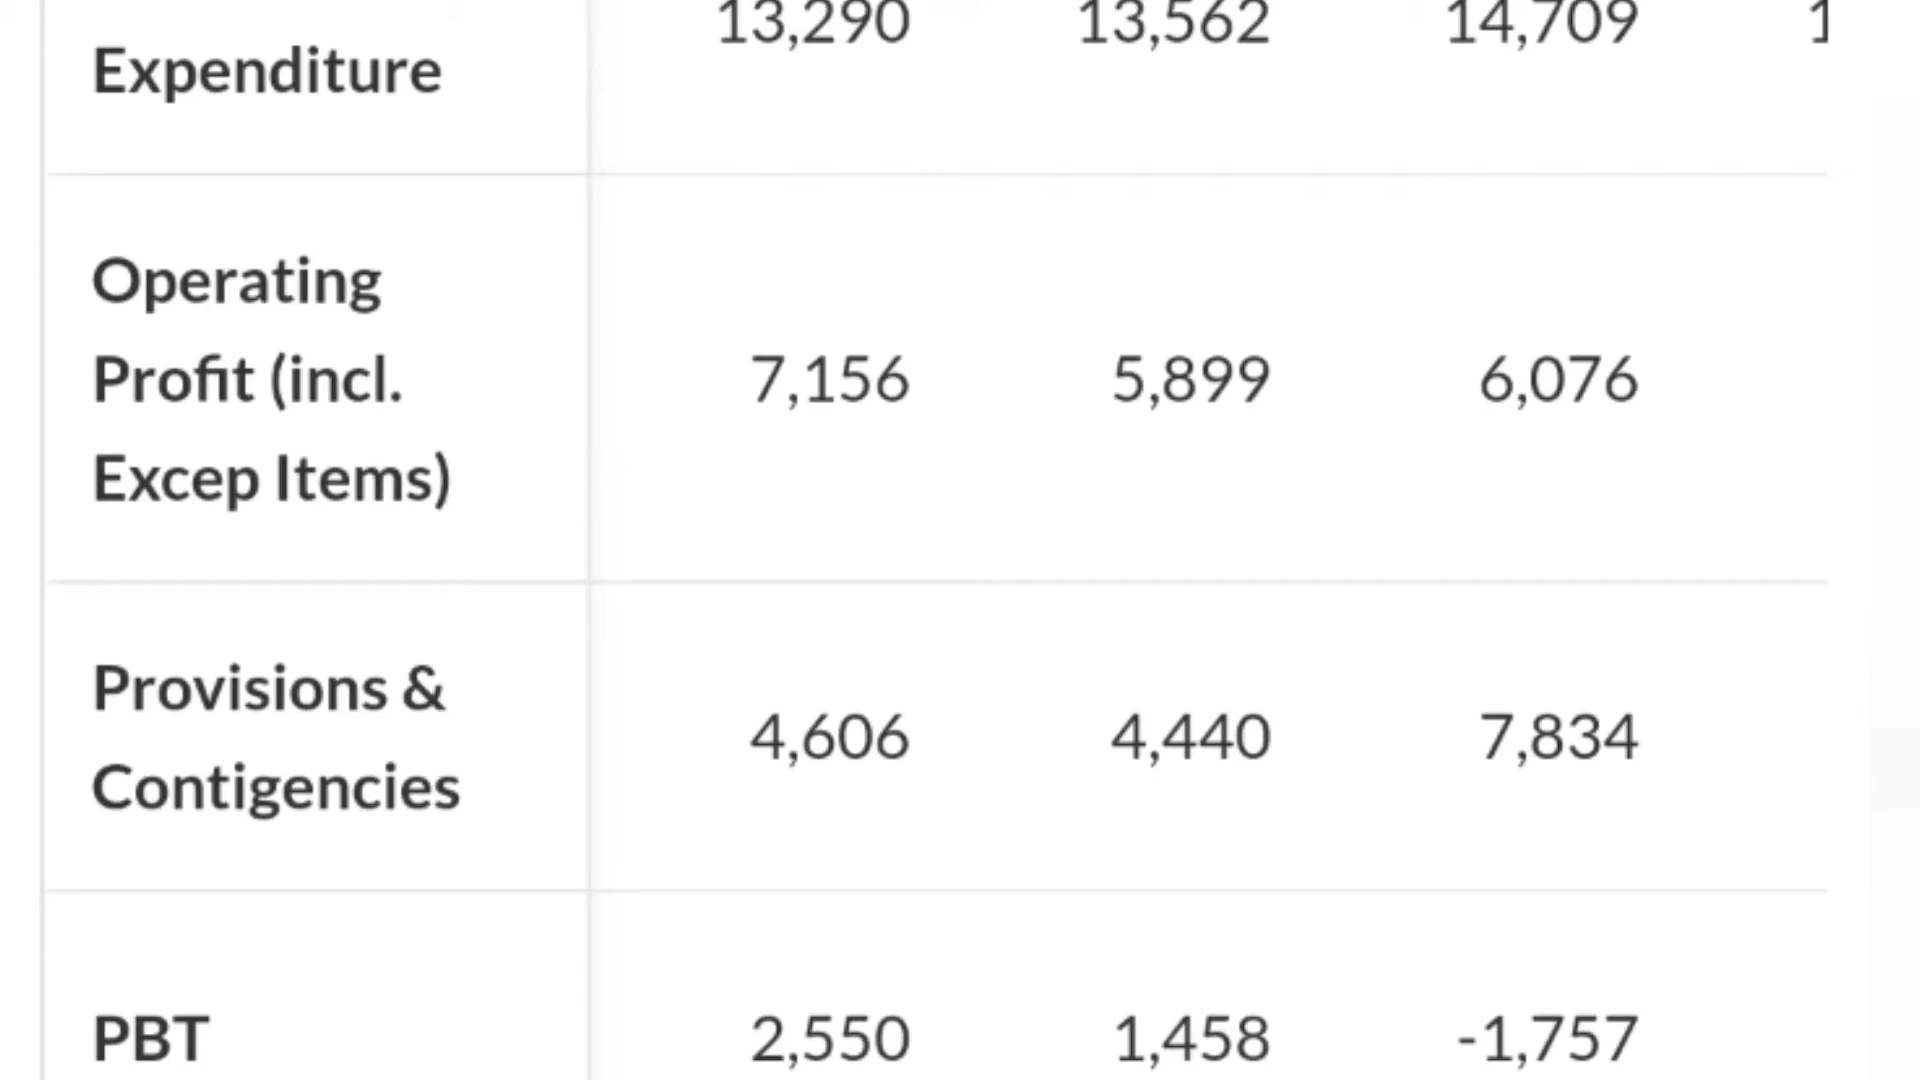 13,290 13,562 14,709 1
Expenditure
Operating
Profit (incl. 7,156 5,899 6,076
Excep Items)
Provisions &
4,606 4,440 7,834
Contigencies
PBT 2,550 1,458 -1,757